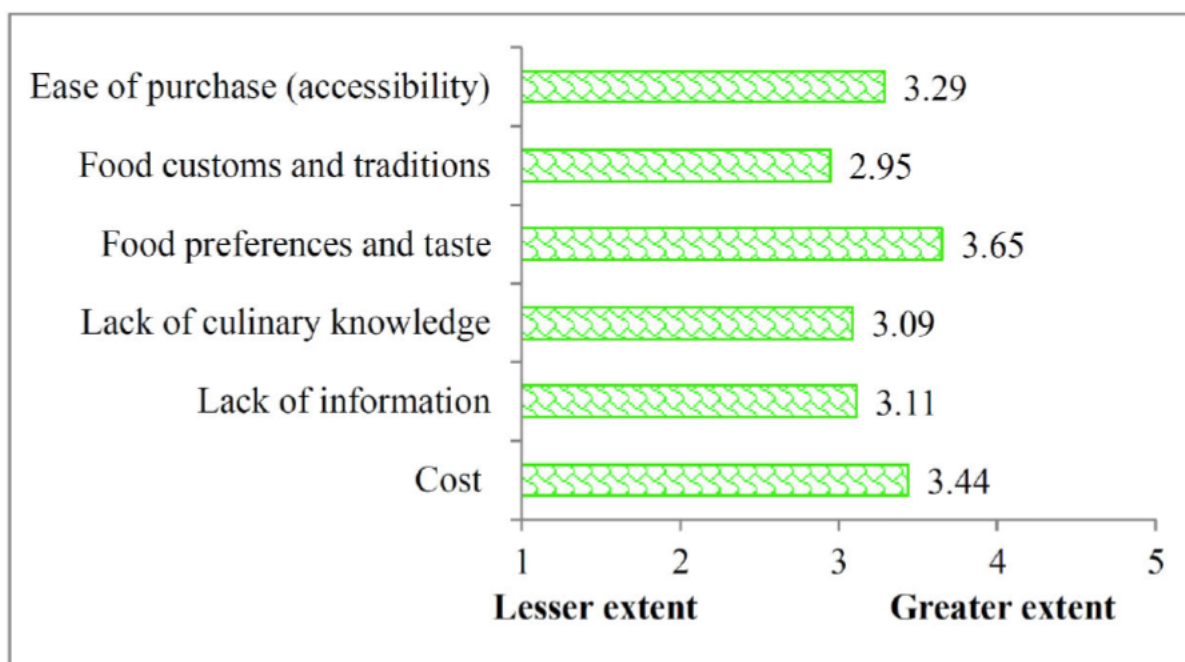 Ease of purchase (accessibility) 3.29
Food customs and traditions 2.95
Food preferences and taste 3.65
Lack of culinary knowledge 3.09
Lack of information 3.11
Cost 3.44
1 2 3 4 5
Lesser extent Greater extent